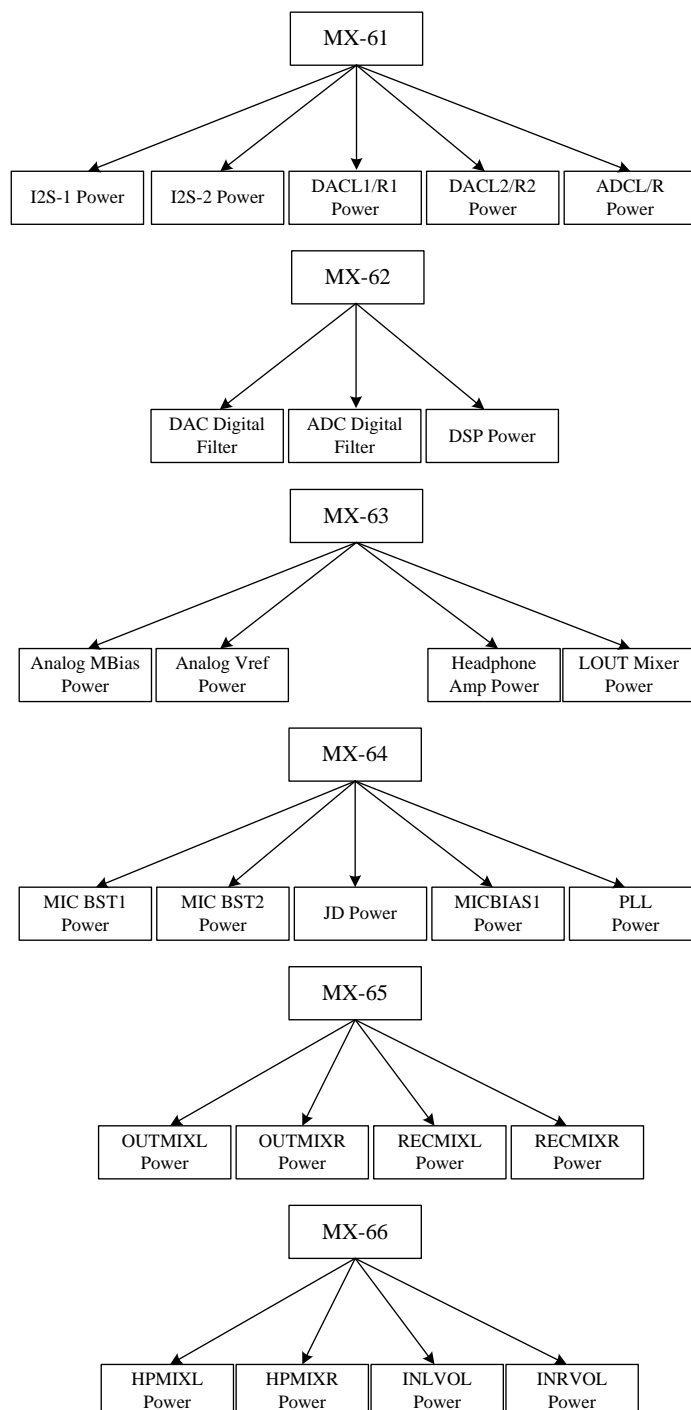 MX-61
I2S-1 Power
I2S-2 Power
DACL1/R1
Power
DACL2/R2
Power
ADCL/R
Power
MX-62
DAC Digital
Filter
ADC Digital
Filter
DSP Power
MX-63
Analog MBias
Power
Analog Vref
Power
Headphone
Amp Power
LOUT Mixer
Power
MX-64
MIC BST1
Power
MIC BST2
Power
JD Power
MICBIAS1
Power
PLL
Power
MX-65
OUTMIXL
Power
OUTMIXR
Power
RECMIXL
Power
RECMIXR
Power
MX-66
HPMIXL
Power
HPMIXR
Power
INLVOL
Power
INRVOL
Power